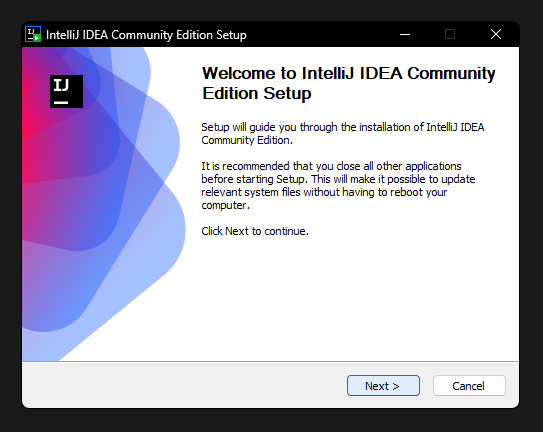 IntelliJ IDEA Community Edition Setup
IJ
Welcome to IntelliJ IDEA Community
Edition Setup
Setup will guide you through the installation of IntelliJ IDEA
Community Edition.
It is recommended that you close all other applications
before starting Setup. This will make it possible to update
relevant system files without having to reboot your
computer.
Click Next to continue.
Next >
Cancel